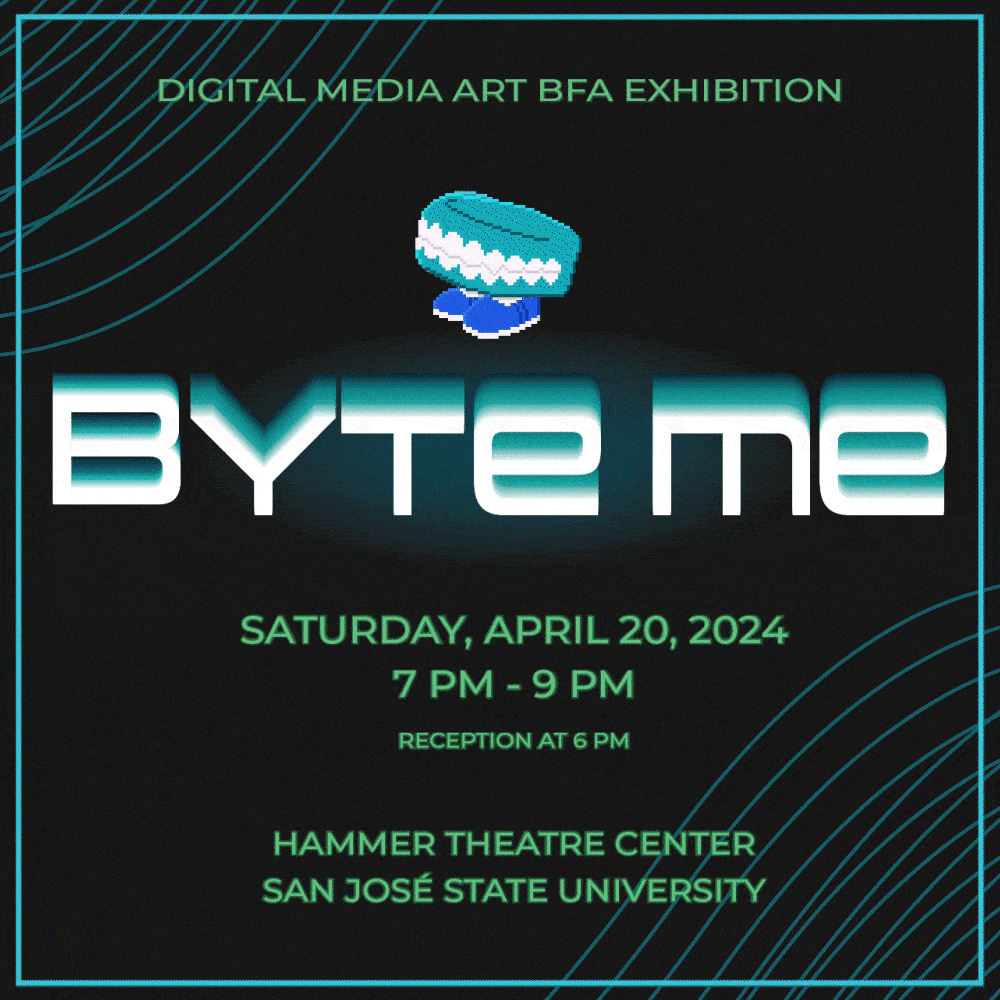 DIGITAL MEDIA ART BFA EXHIBITION
BYTE ME
SATURDAY, APRIL 20, 2024
7 PM - 9 PM
RECEPTION AT 6 PM
HAMMER THEATRE CENTER
SAN JOSÉ STATE UNIVERSITY